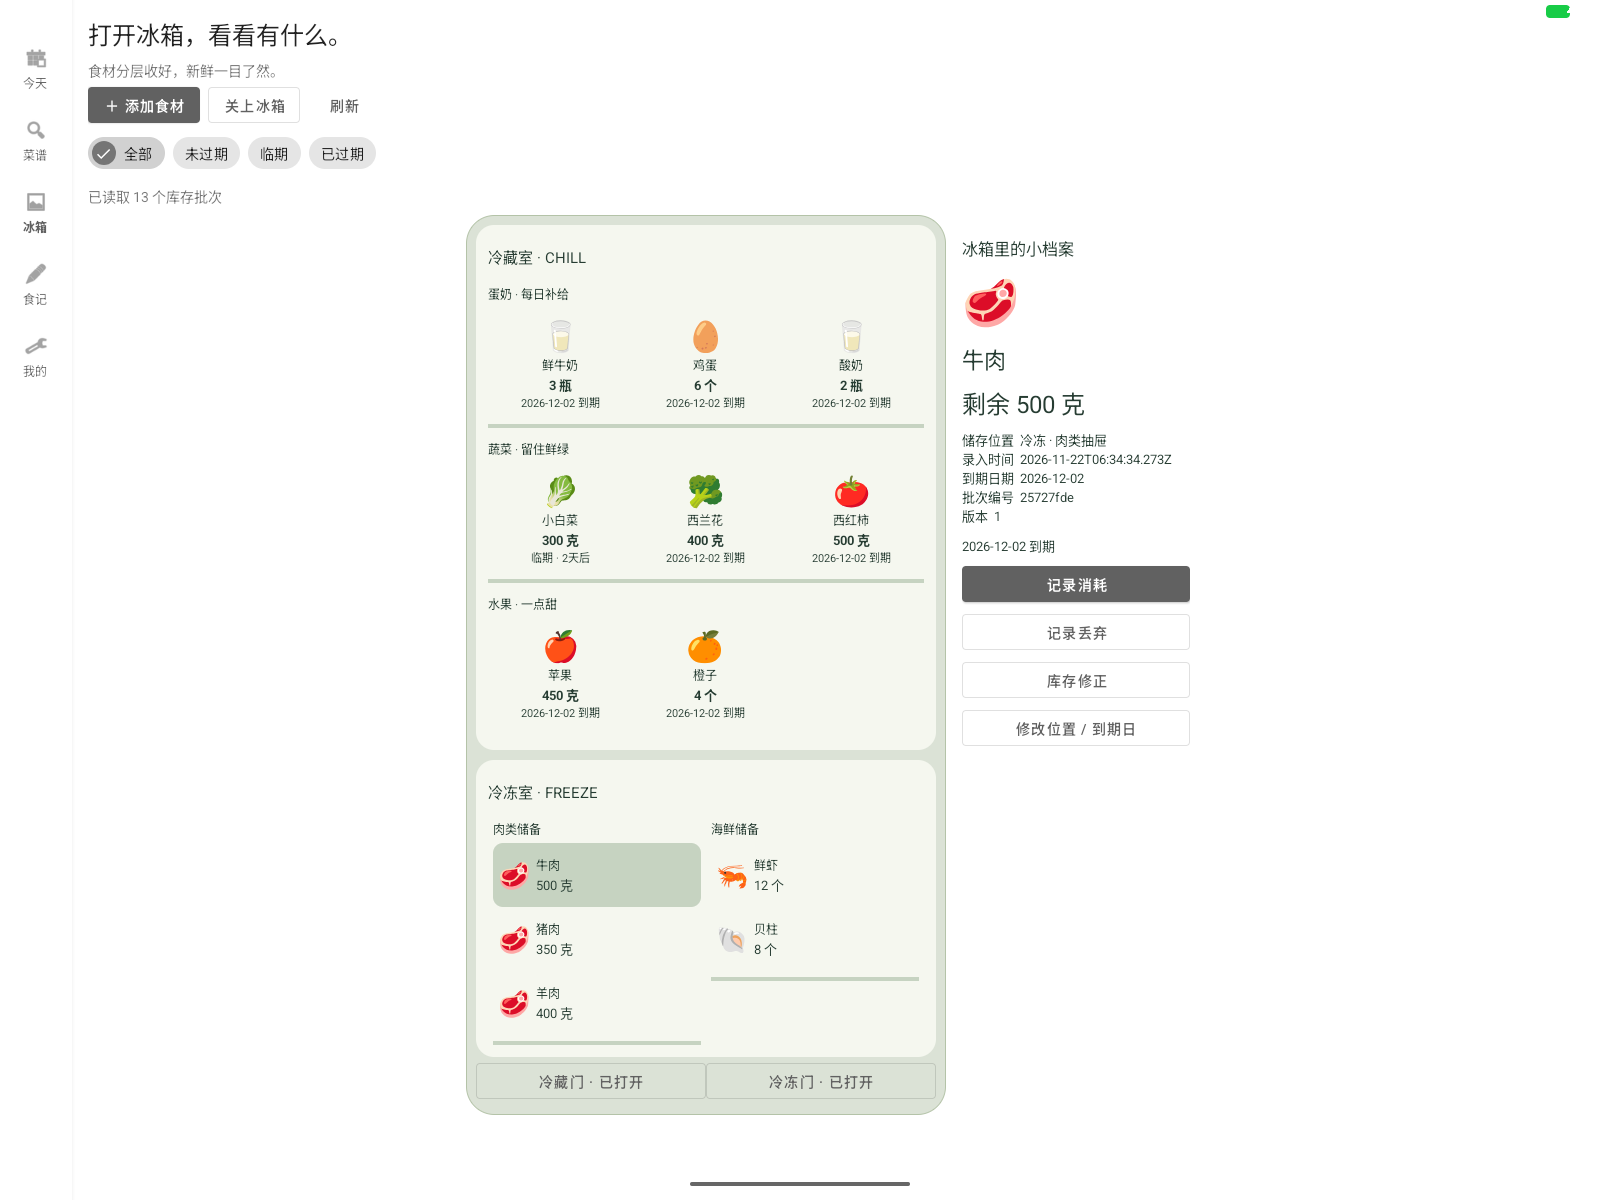 今天
菜谱
冰箱
食记
我的
打开冰箱，看看有什么。
食材分层收好，新鲜一目了然。
+ 添加食材 关上冰箱 刷新
全部 未过期 临期 已过期
已读取 13 个库存批次
冷藏室 · CHILL
蛋奶 · 每日补给
鲜牛奶 鸡蛋 酸奶
3 瓶 6 个 2 瓶
2026-12-02 到期 2026-12-02 到期 2026-12-02 到期
蔬菜 · 留住鲜绿
小白菜 西兰花 西红柿
300 克 400 克 500 克
临期 · 2天后 2026-12-02 到期 2026-12-02 到期
水果 · 一点甜
苹果 橙子
450 克 4 个
2026-12-02 到期 2026-12-02 到期
冷冻室 · FREEZE
肉类储备 海鲜储备
牛肉 鲜虾
500 克 12 个
猪肉 贝柱
350 克 8 个
羊肉
400 克
冷藏门 · 已打开 冷冻门 · 已打开
冰箱里的小档案
牛肉
剩余 500 克
储存位置 冷冻 · 肉类抽屉
录入时间 2026-11-22T06:34:34.273Z
到期日期 2026-12-02
批次编号 25727fde
版本 1
2026-12-02 到期
记录消耗
记录丢弃
库存修正
修改位置 / 到期日